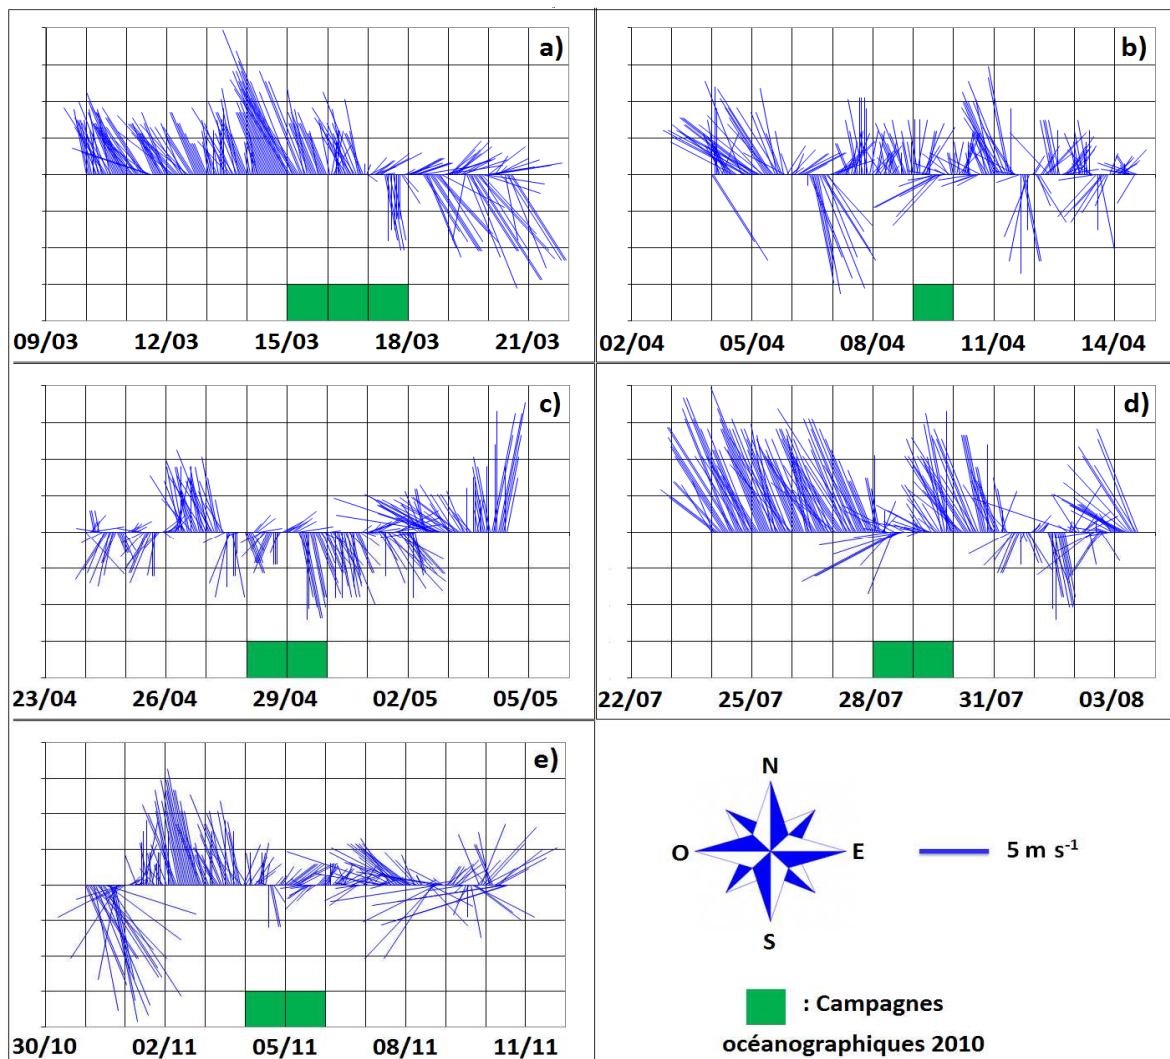 a)
09/03 12/03 15/03 18/03 21/03
b)
02/04 05/04 08/04 11/04 14/04
c)
23/04 26/04 29/04 02/05 05/05
d)
22/07 25/07 28/07 31/07 03/08
e)
30/10 02/11 05/11 08/11 11/11
N
O E
S
5 m s⁻¹
: Campagnes
océanographiques 2010